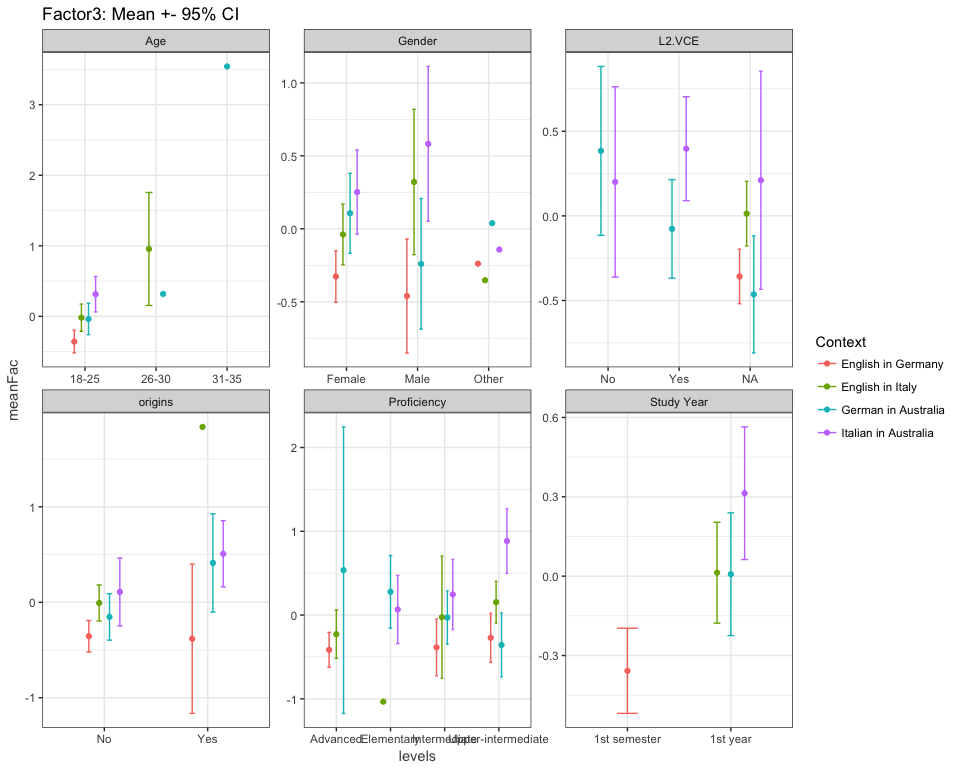 Factor3: Mean +- 95% CI
Age
Gender
L2.VCE
3
2
1
0
1.0
0.5
0.0
-0.5
0.5
0.0
-0.5
18-25 26-30 31-35
Female Male Other
No Yes NA
meanFac
origins
Proficiency
Study Year
1
0
-1
2
1
0
-1
0.6
0.3
0.0
-0.3
No Yes
Advanced Elementary Intermediate Upper-intermediate
1st semester 1st year
levels
Context
English in Germany
English in Italy
German in Australia
Italian in Australia